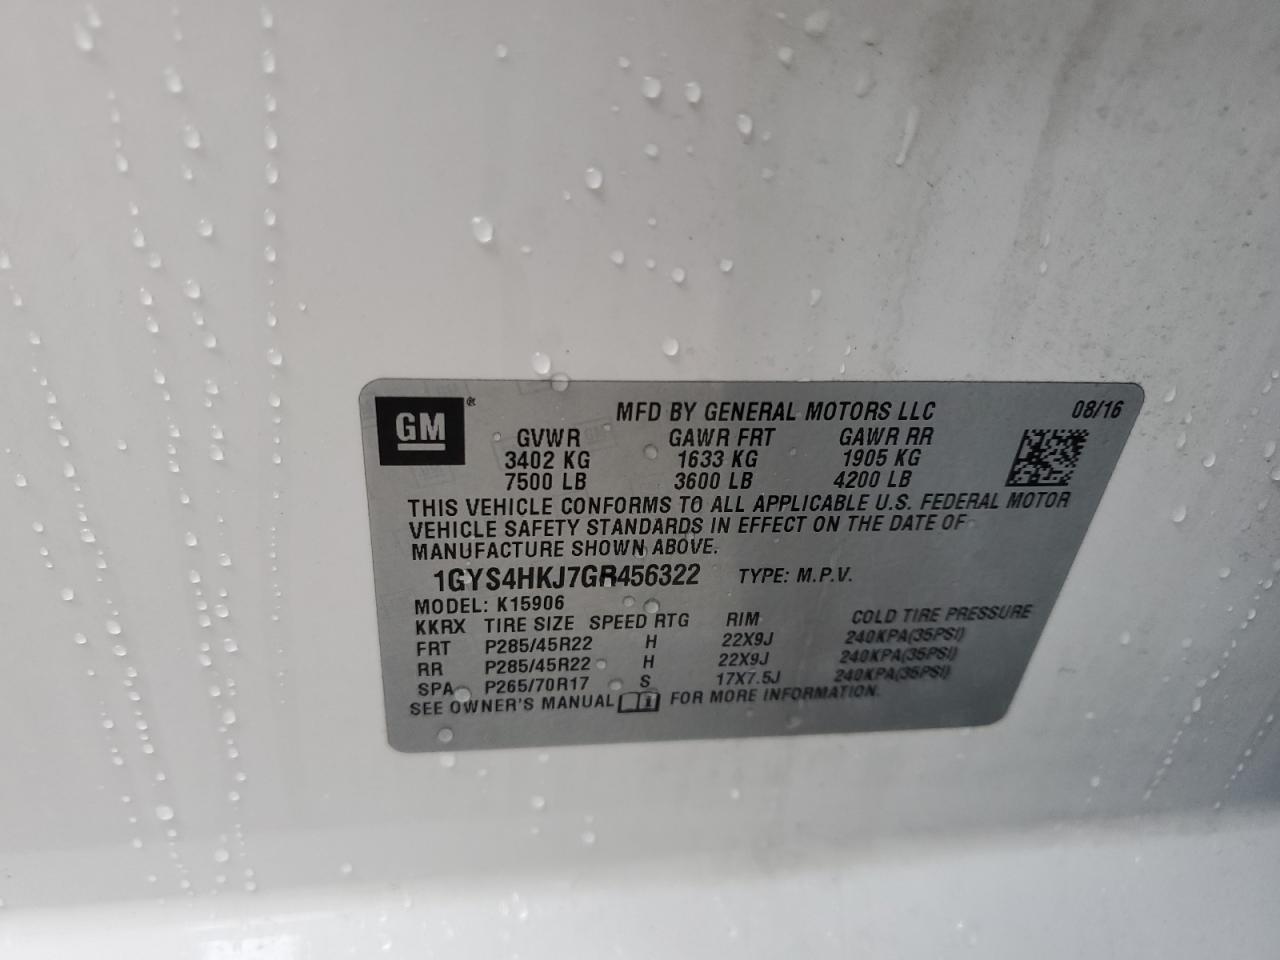 GM® MFD BY GENERAL MOTORS LLC 08/16
GVWR GAWR FRT GAWR RR
3402 KG 1633 KG 1905 KG
7500 LB 3600 LB 4200 LB
THIS VEHICLE CONFORMS TO ALL APPLICABLE U.S. FEDERAL MOTOR
VEHICLE SAFETY STANDARDS IN EFFECT ON THE DATE OF
MANUFACTURE SHOWN ABOVE.
1GYS4HKJ7GR456322 TYPE: M.P.V.
MODEL: K15906
KKRX TIRE SIZE SPEED RTG RIM COLD TIRE PRESSURE
FRT P285/45R22 H 22X9J 240KPA(35PSI)
RR P285/45R22 H 22X9J 240KPA(35PSI)
SPA P265/70R17 S 17X7.5J 240KPA(35PSI)
SEE OWNER'S MANUAL FOR MORE INFORMATION.